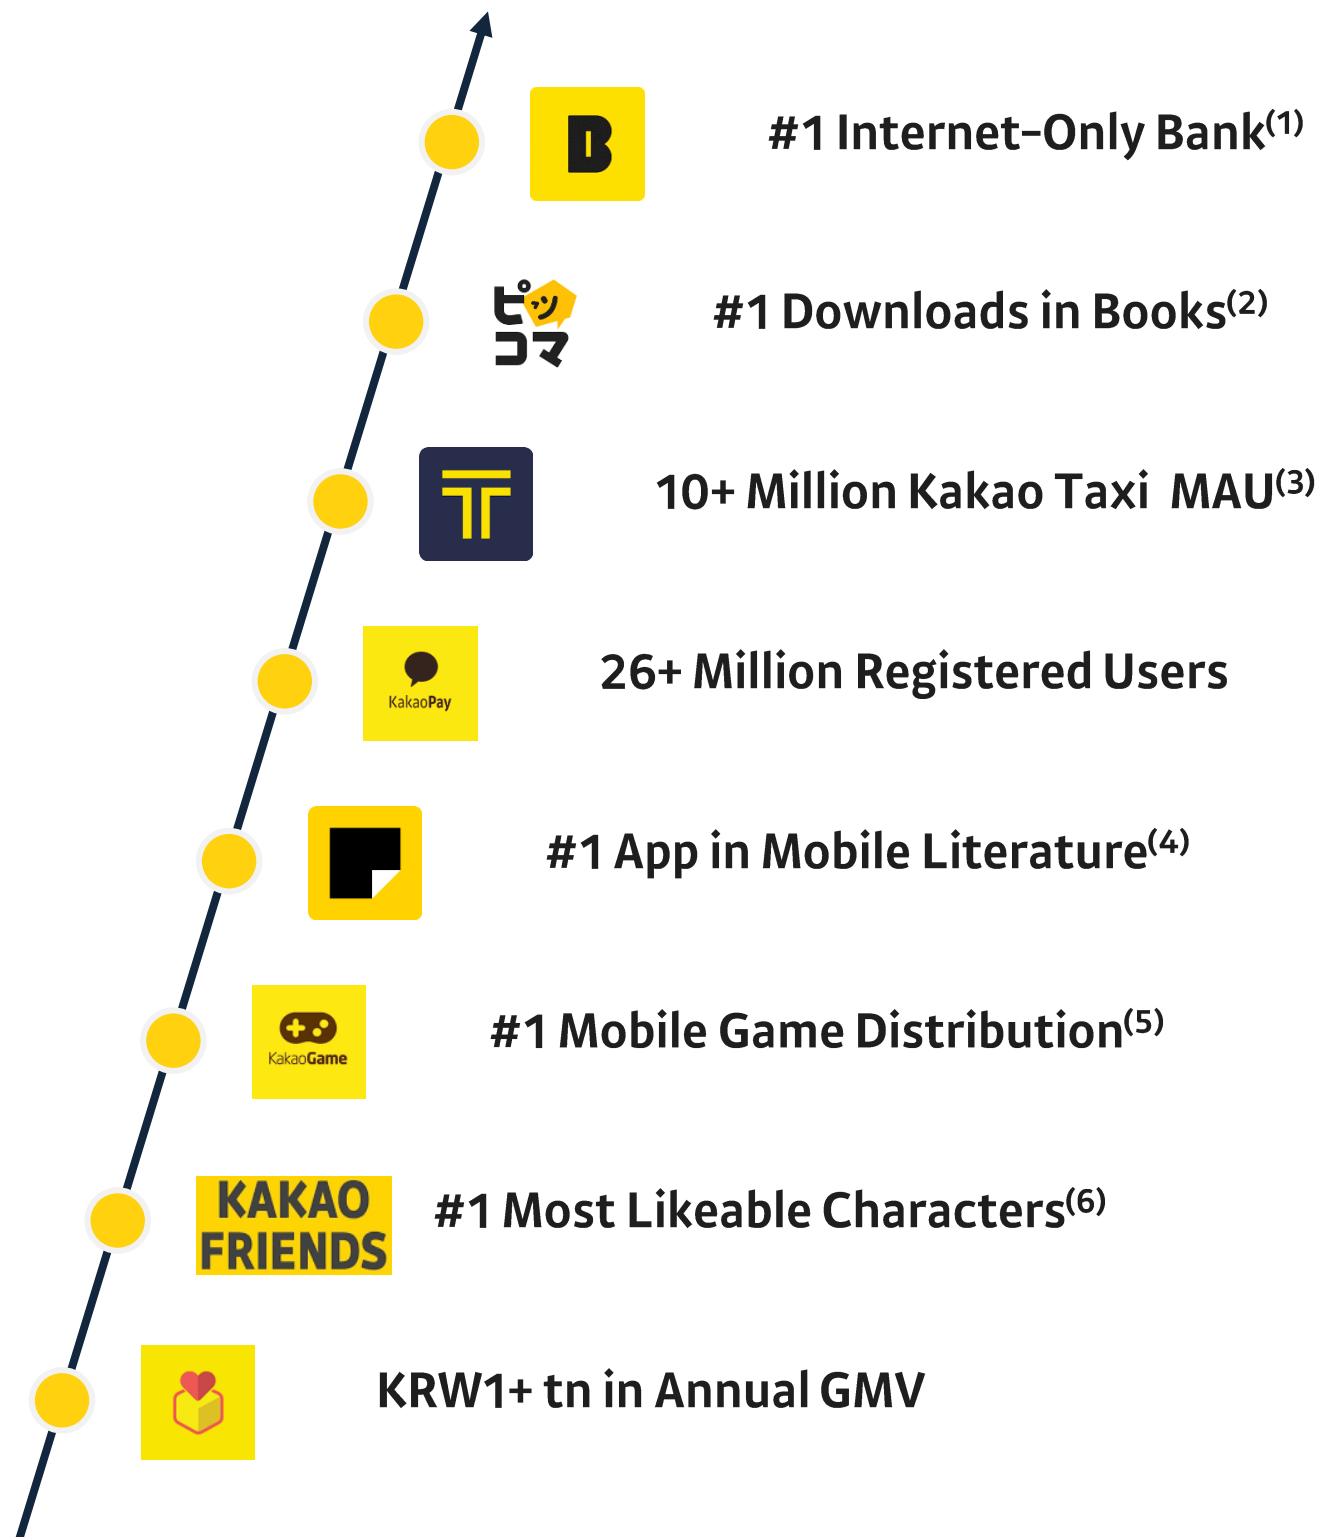 B
#1 Internet-Only Bank(1)
ピッ
コマ
#1 Downloads in Books(2)
T
10+ Million Kakao Taxi MAU(3)
KakaoPay
26+ Million Registered Users
#1 App in Mobile Literature(4)
KakaoGame
#1 Mobile Game Distribution(5)
KAKAO
FRIENDS
#1 Most Likeable Characters(6)
KRW1+ tn in Annual GMV